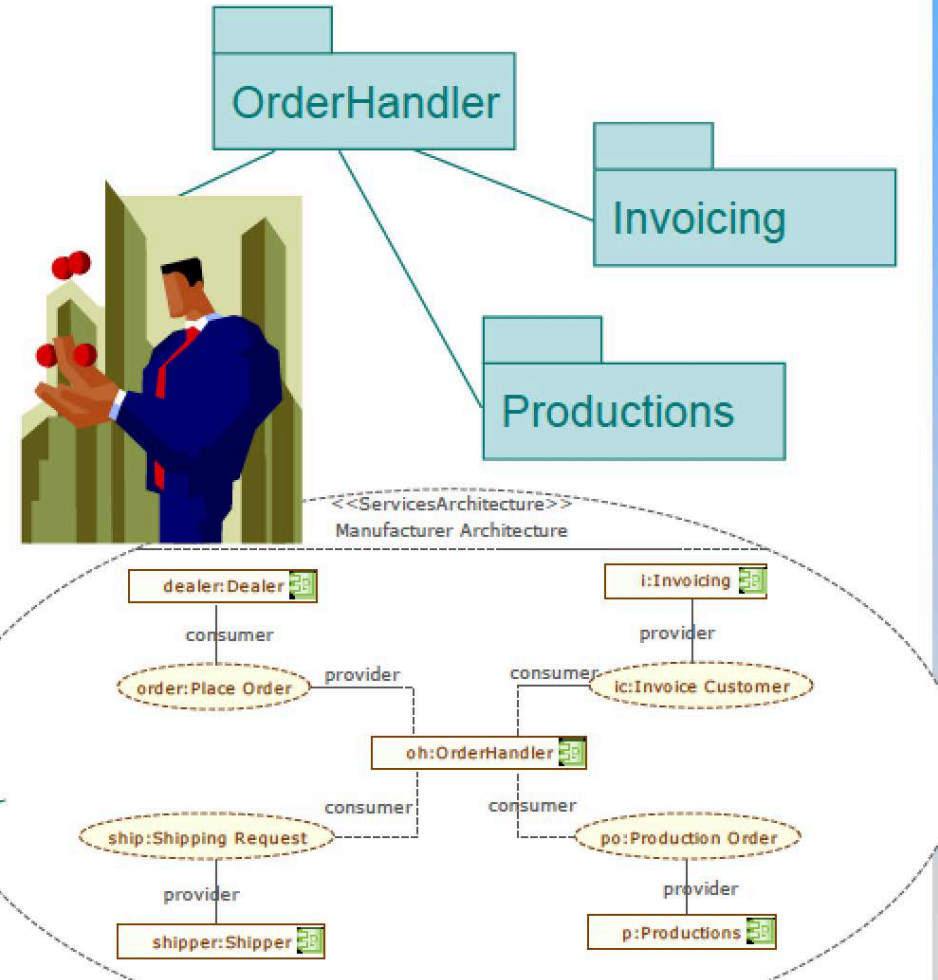 OrderHandler
Invoicing
Productions
<<ServicesArchitecture>>
Manufacturer Architecture
dealer:Dealer
i:Invoicing
consumer
provider
order:Place Order
provider
consumer
ic:Invoice Customer
oh:OrderHandler
consumer
consumer
ship:Shipping Request
po:Production Order
provider
provider
shipper:Shipper
p:Productions